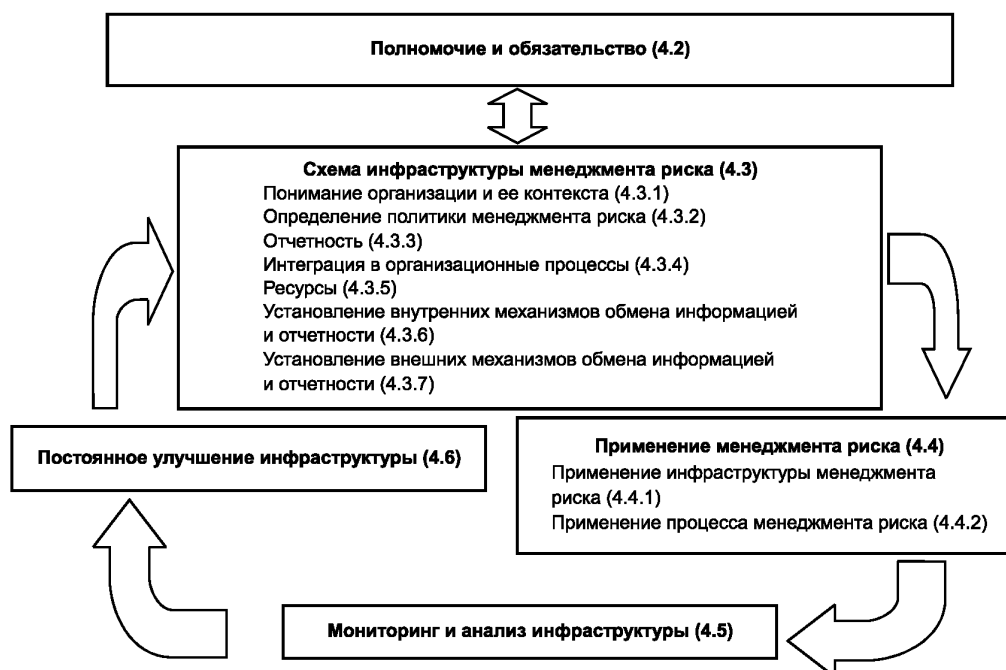 Полномочие и обязательство (4.2)
Схема инфраструктуры менеджмента риска (4.3)
Понимание организации и ее контекста (4.3.1)
Определение политики менеджмента риска (4.3.2)
Отчетность (4.3.3)
Интеграция в организационные процессы (4.3.4)
Ресурсы (4.3.5)
Установление внутренних механизмов обмена информацией
и отчетности (4.3.6)
Установление внешних механизмов обмена информацией
и отчетности (4.3.7)
Постоянное улучшение инфраструктуры (4.6)
Применение менеджмента риска (4.4)
Применение инфраструктуры менеджмента
риска (4.4.1)
Применение процесса менеджмента риска (4.4.2)
Мониторинг и анализ инфраструктуры (4.5)